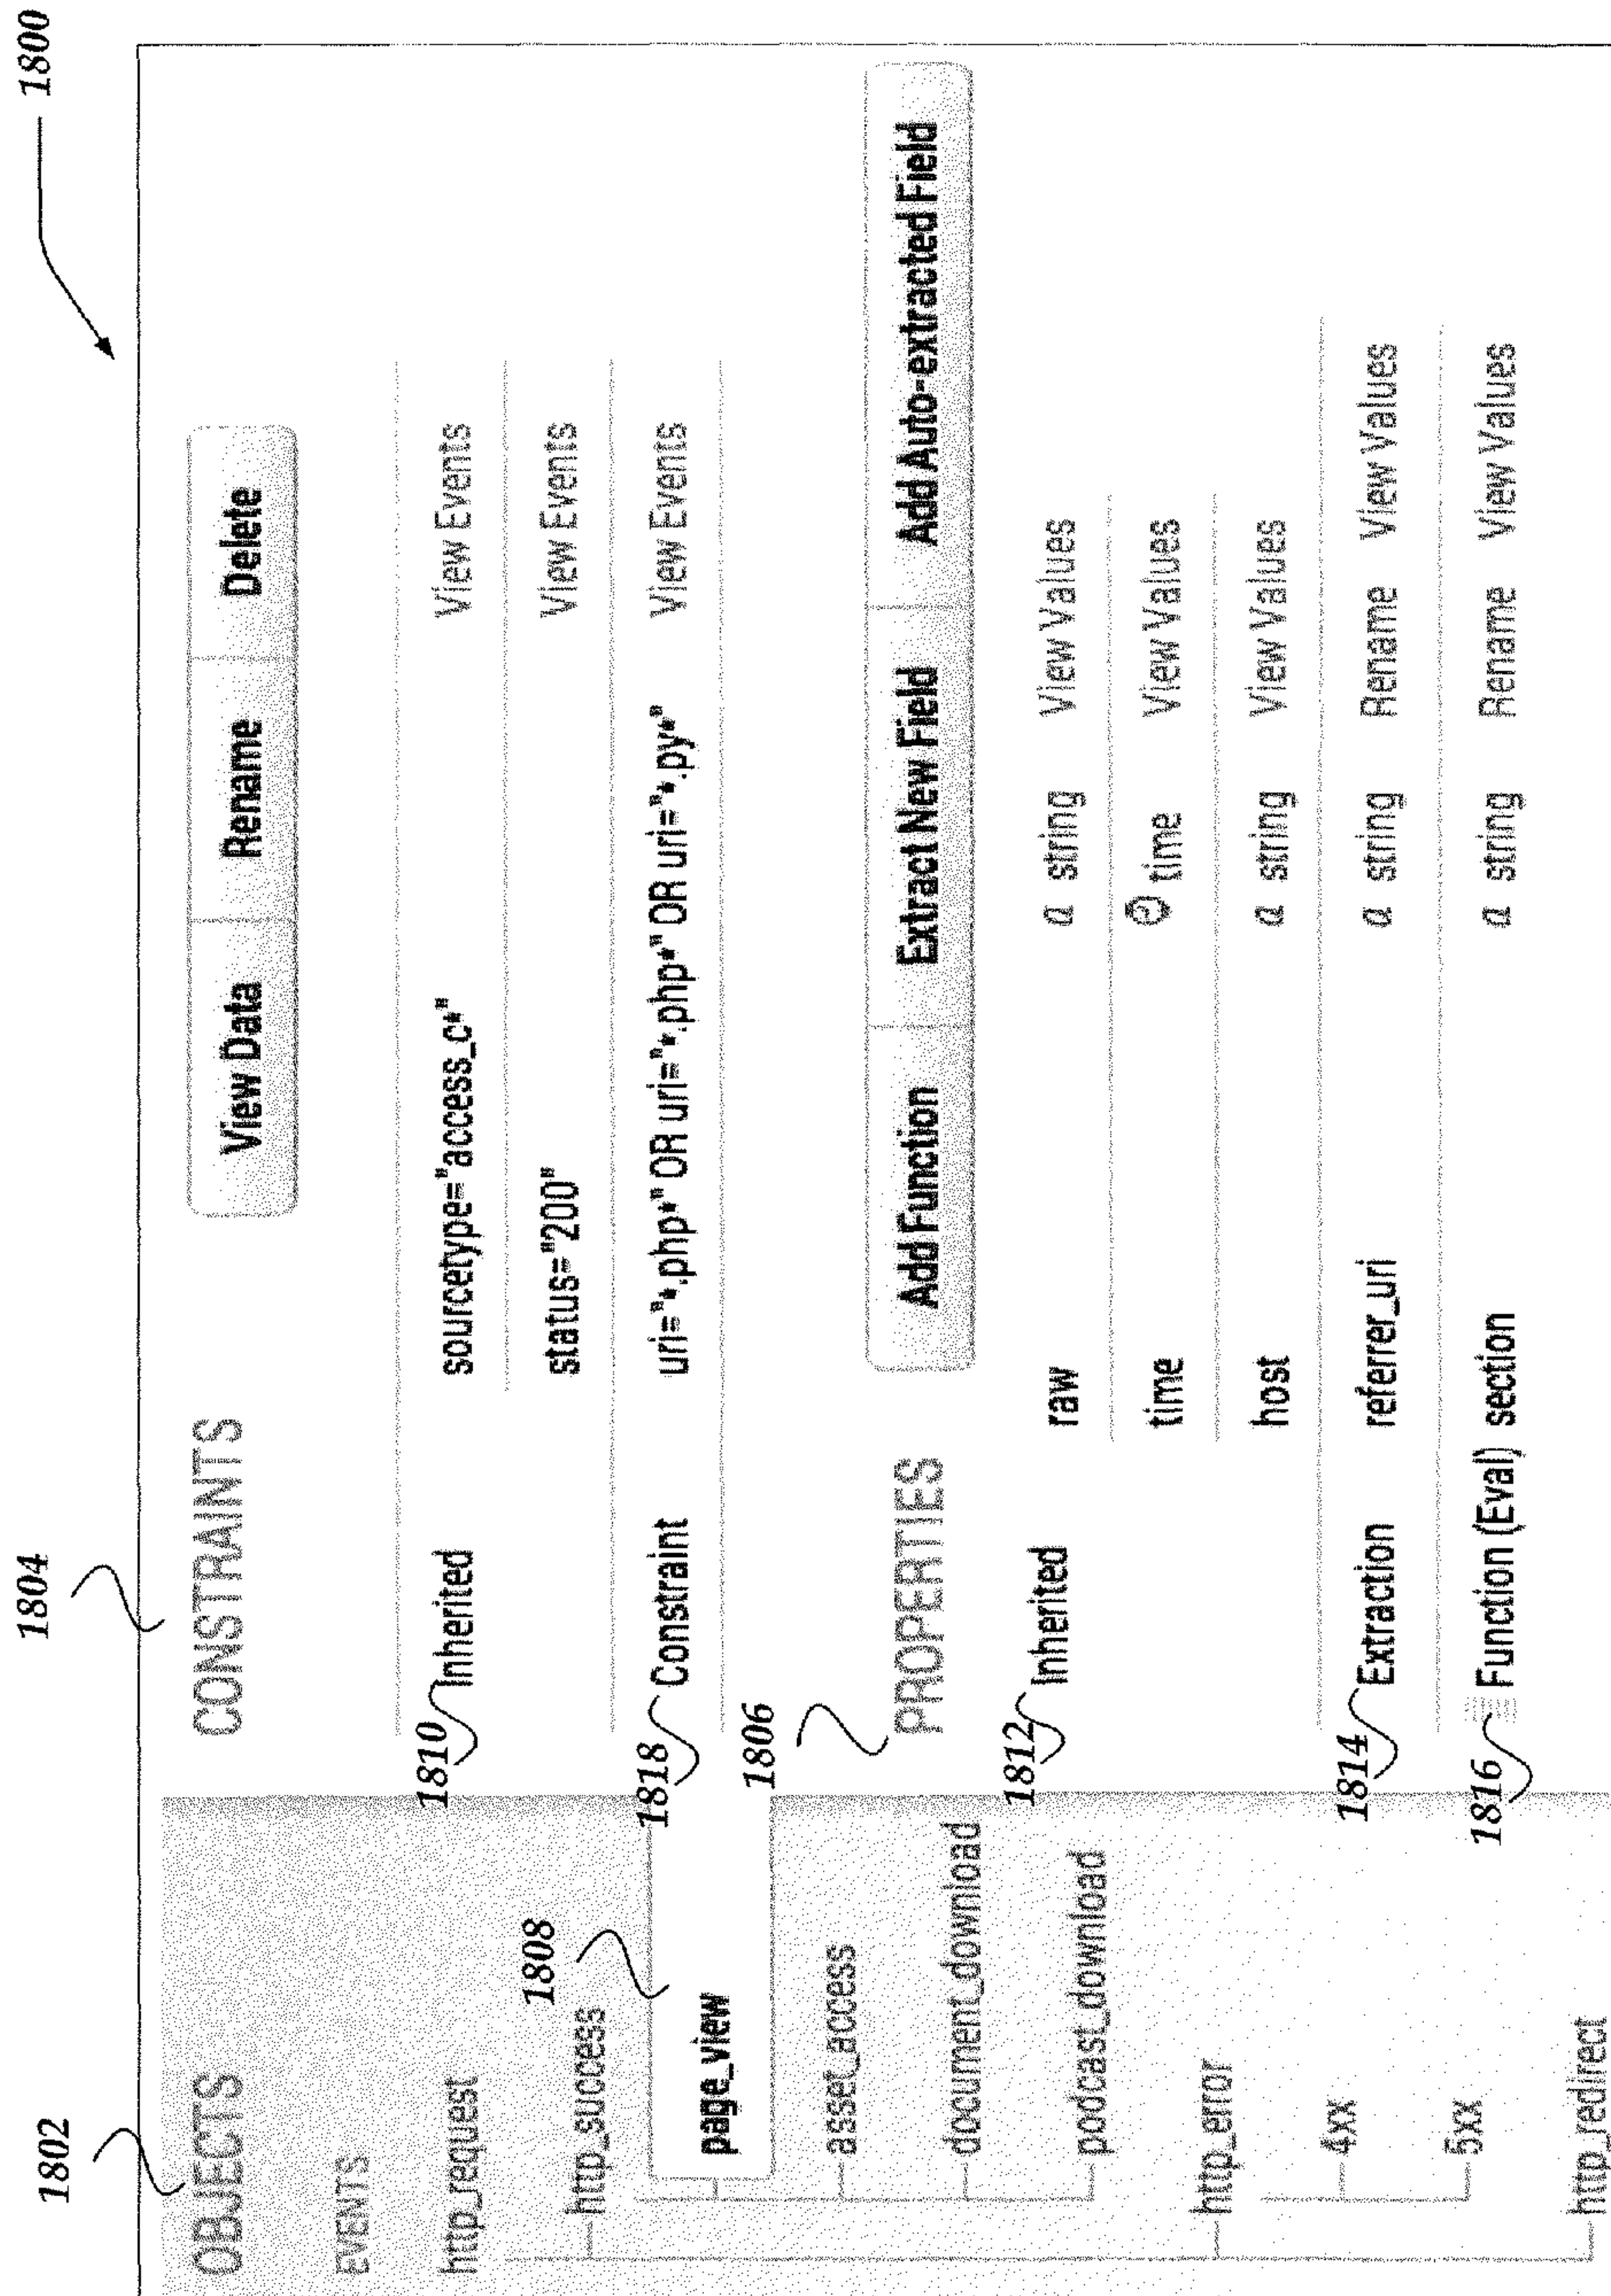 1800
1802
1804
OBJECTS
EVENTS
http_request
http_success
1808
page_view
asset_access
document_download
podcast_download
http_error
4xx
5xx
http_redirect
CONSTRAINTS
View Data Rename Delete
1810 Inherited sourcetype="access_c*" View Events
status="200" View Events
1818 Constraint uri="*.php*" OR uri="*.php*" OR uri="*.py*" View Events
1806
PROPERTIES
Add Function Extract New Field Add Auto-extracted Field
1812 Inherited raw a string View Values
time time View Values
host a string View Values
1814 Extraction referrer_uri a string Rename View Values
1816 Function (Eval) section a string Rename View Values